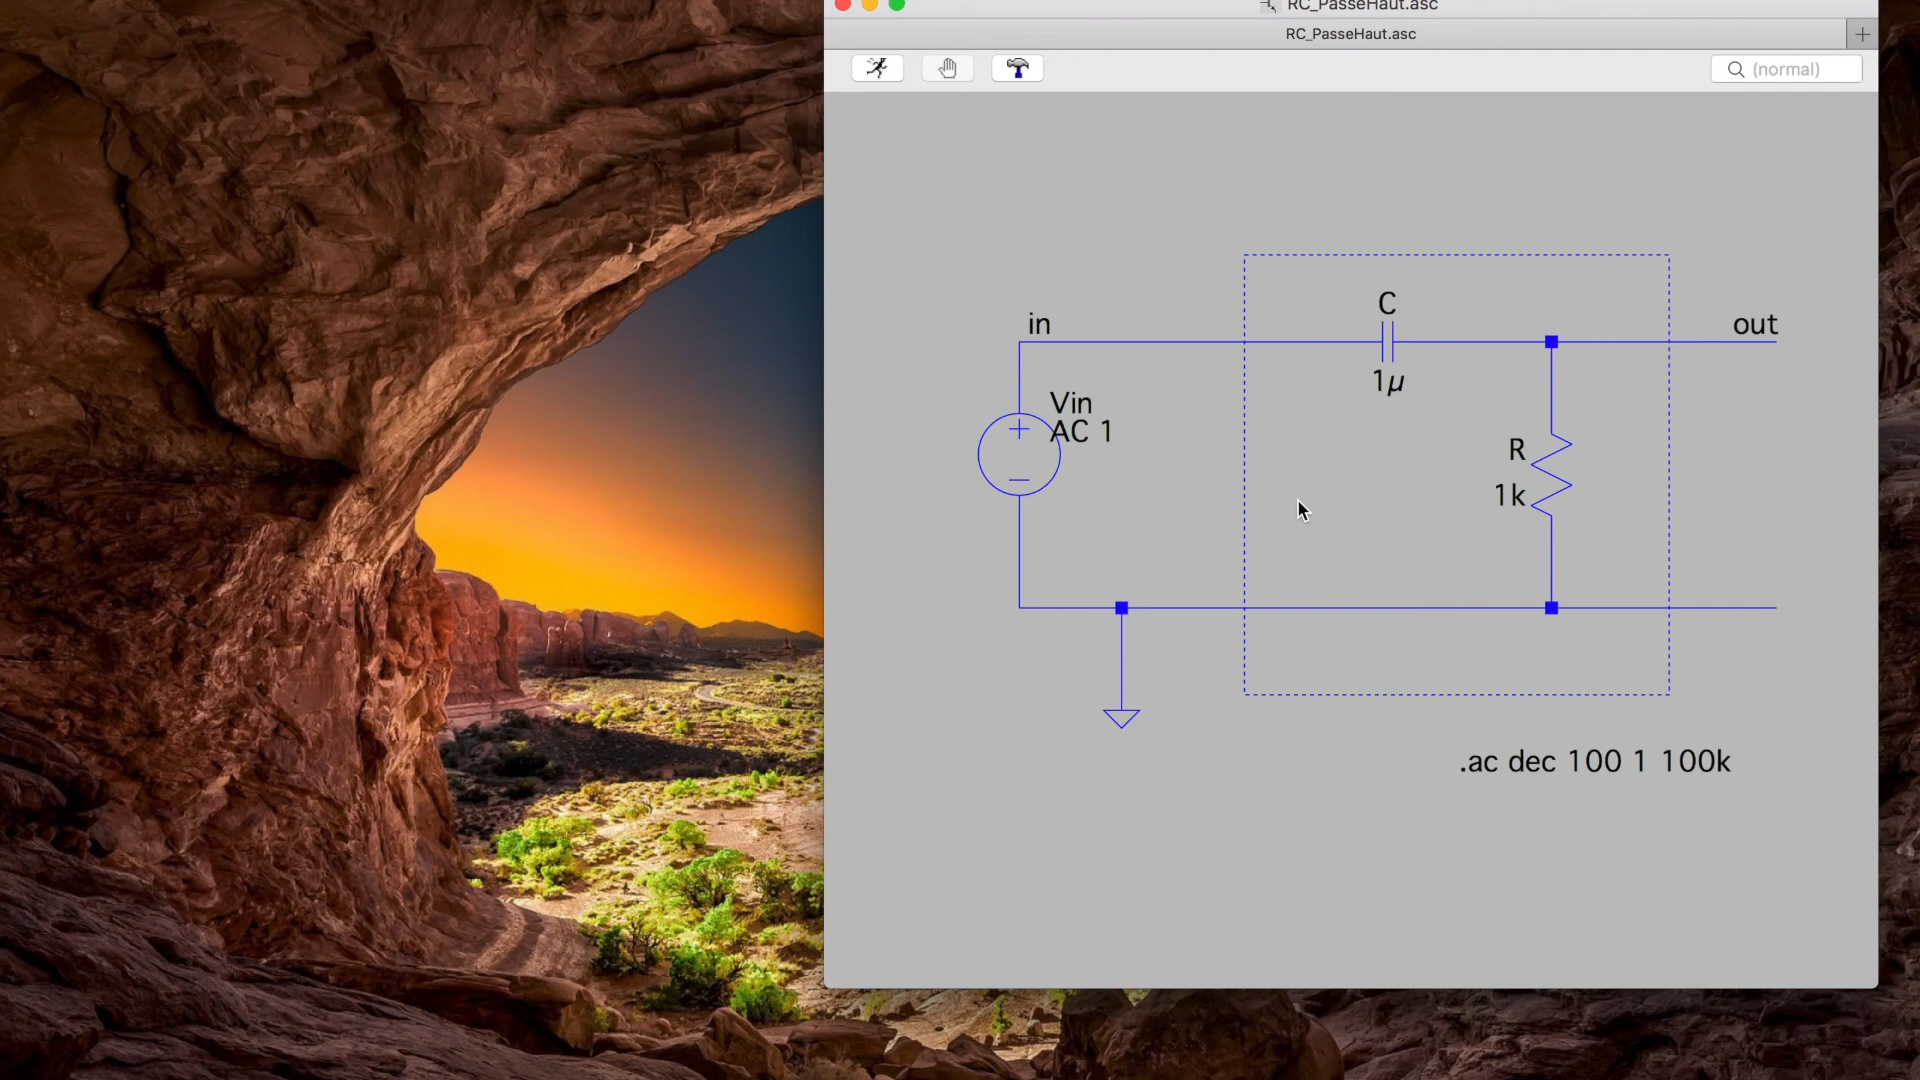 RC_PasseHaut.asc
RC_PasseHaut.asc
(normal)
C
in
out
1µ
Vin
AC 1
R
1k
.ac dec 100 1 100k